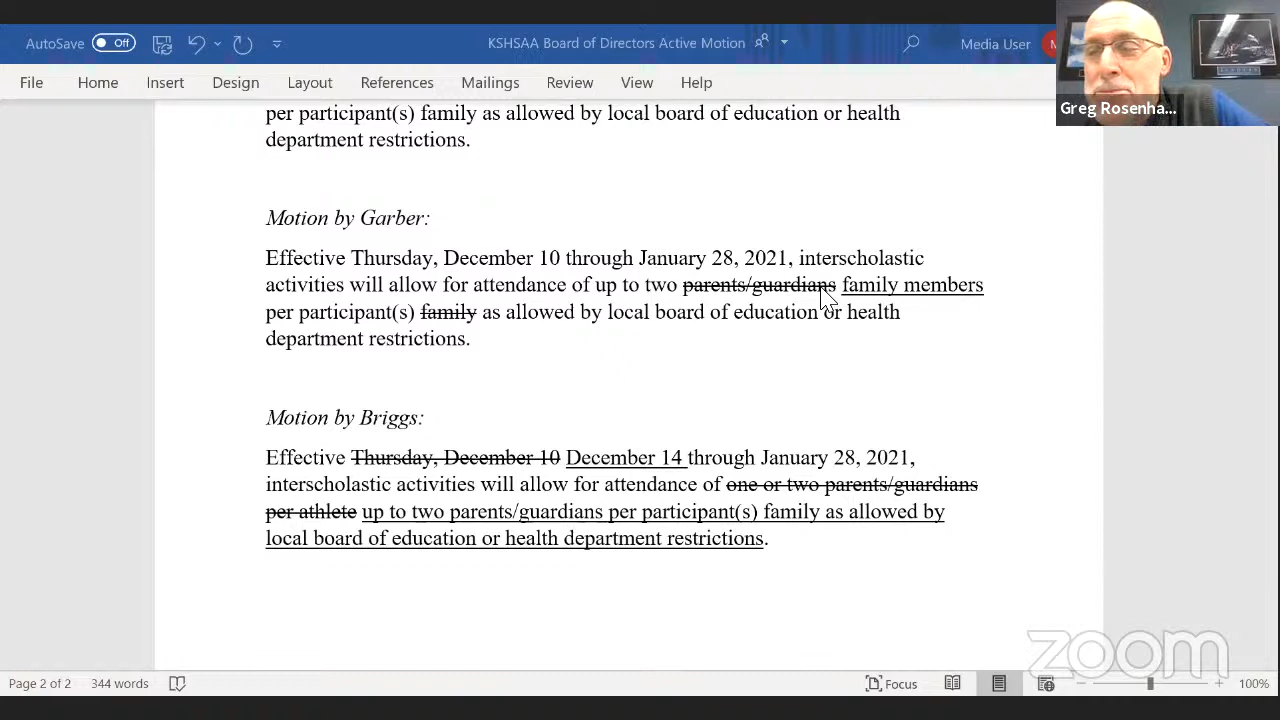 AutoSave Off KSHSAA Board of Directors Active Motion Media User
File Home Insert Design Layout References Mailings Review View Help
Greg Rosenha...
per participant(s) family as allowed by local board of education or health
department restrictions.
Motion by Garber:
Effective Thursday, December 10 through January 28, 2021, interscholastic
activities will allow for attendance of up to two parents/guardians family members
per participant(s) family as allowed by local board of education or health
department restrictions.
Motion by Briggs:
Effective Thursday, December 10 December 14 through January 28, 2021,
interscholastic activities will allow for attendance of one or two parents/guardians
per athlete up to two parents/guardians per participant(s) family as allowed by
local board of education or health department restrictions.
zoom
Page 2 of 2 344 words Focus 100%